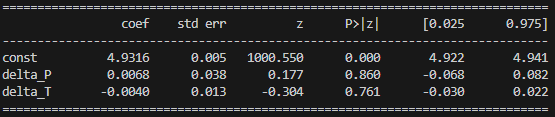 ==============================================================================
coef std err z P>|z| [0.025 0.975]
------------------------------------------------------------------------------
const 4.9316 0.005 1000.550 0.000 4.922 4.941
delta_P 0.0068 0.038 0.177 0.860 -0.068 0.082
delta_T -0.0040 0.013 -0.304 0.761 -0.030 0.022
==============================================================================